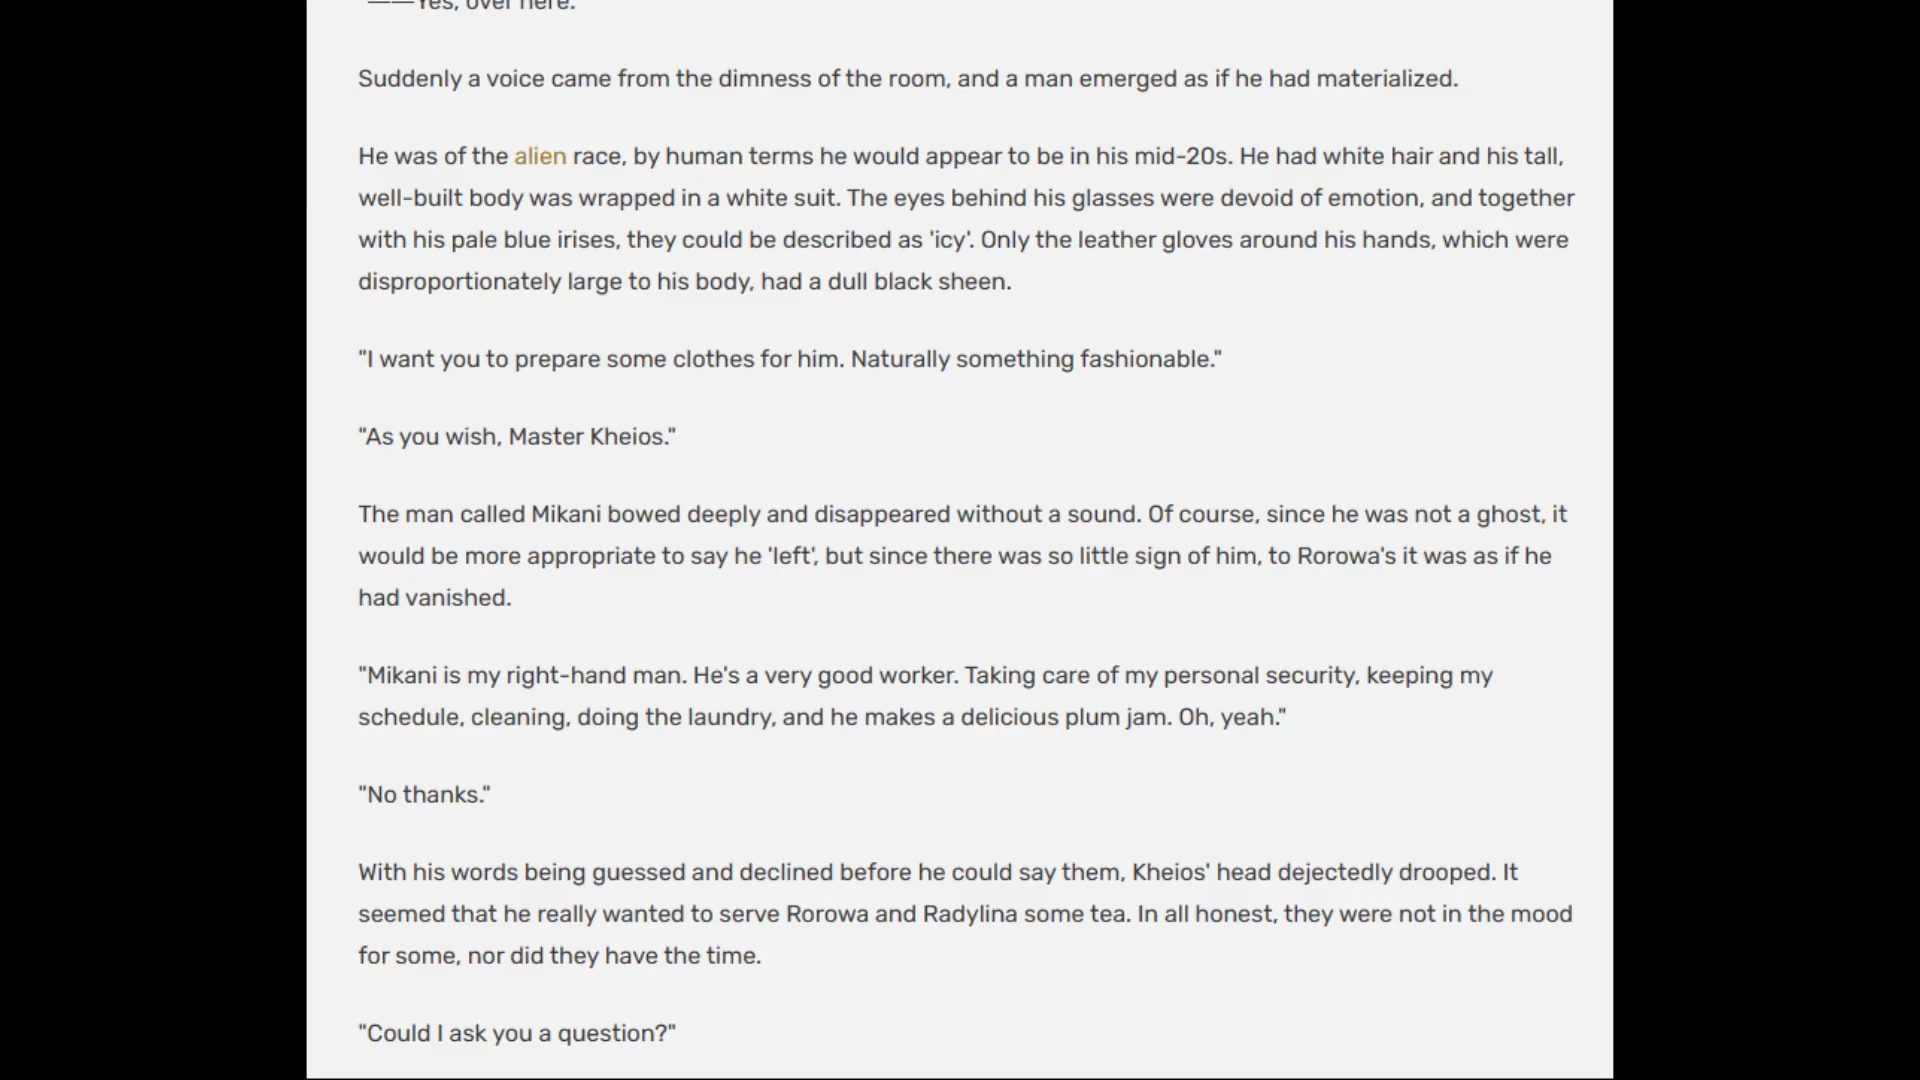 "——Yes, over here."
Suddenly a voice came from the dimness of the room, and a man emerged as if he had materialized.
He was of the alien race, by human terms he would appear to be in his mid-20s. He had white hair and his tall,
well-built body was wrapped in a white suit. The eyes behind his glasses were devoid of emotion, and together
with his pale blue irises, they could be described as 'icy'. Only the leather gloves around his hands, which were
disproportionately large to his body, had a dull black sheen.
"I want you to prepare some clothes for him. Naturally something fashionable."
"As you wish, Master Kheios."
The man called Mikani bowed deeply and disappeared without a sound. Of course, since he was not a ghost, it
would be more appropriate to say he 'left', but since there was so little sign of him, to Rorowa's it was as if he
had vanished.
"Mikani is my right-hand man. He's a very good worker. Taking care of my personal security, keeping my
schedule, cleaning, doing the laundry, and he makes a delicious plum jam. Oh, yeah."
"No thanks."
With his words being guessed and declined before he could say them, Kheios' head dejectedly drooped. It
seemed that he really wanted to serve Rorowa and Radylina some tea. In all honest, they were not in the mood
for some, nor did they have the time.
"Could I ask you a question?"